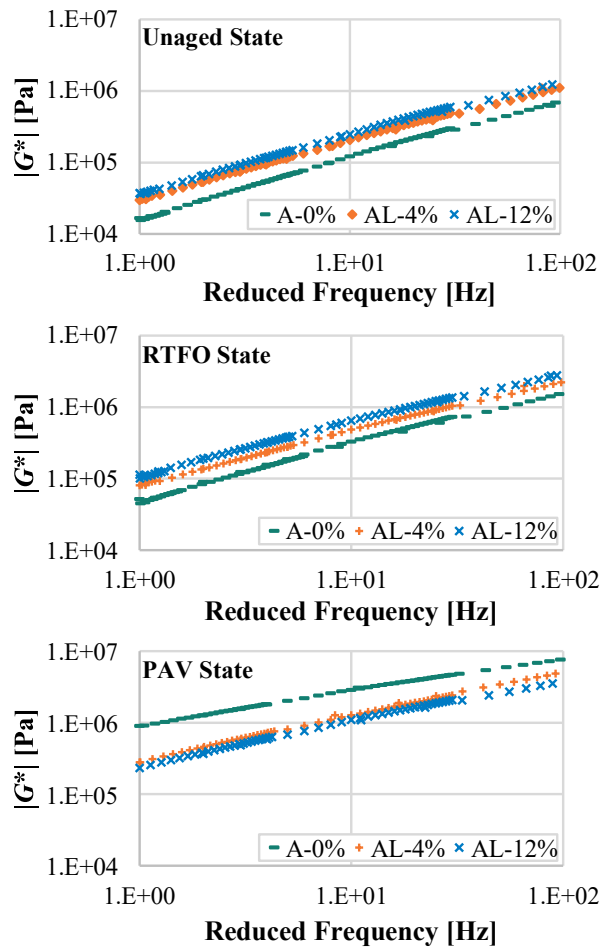 1.E+07
Unaged State
1.E+06
|G*| [Pa]
1.E+05
A-0% AL-4% AL-12%
1.E+04
1.E+00 1.E+01 1.E+02
Reduced Frequency [Hz]
1.E+07
RTFO State
1.E+06
|G*| [Pa]
1.E+05
A-0% AL-4% AL-12%
1.E+04
1.E+00 1.E+01 1.E+02
Reduced Frequency [Hz]
1.E+07
PAV State
1.E+06
|G*| [Pa]
1.E+05
A-0% AL-4% AL-12%
1.E+04
1.E+00 1.E+01 1.E+02
Reduced Frequency [Hz]